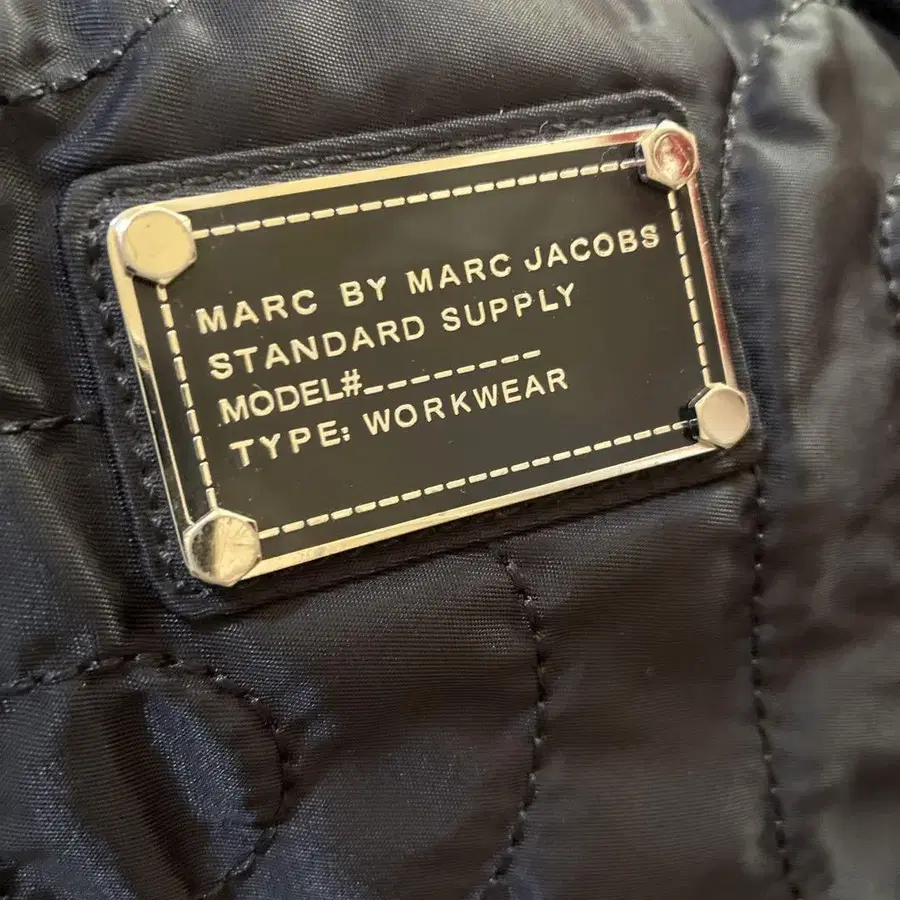 MARC BY MARC JACOBS
STANDARD SUPPLY
MODEL#_________
TYPE: WORKWEAR